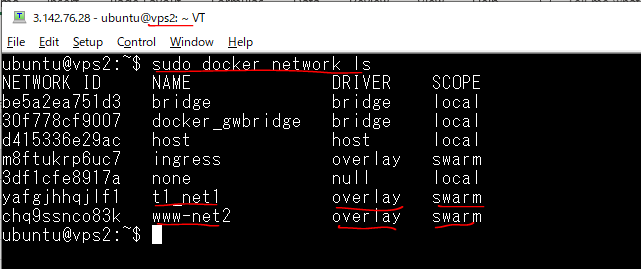 3.142.76.28 - ubuntu@vps2: ~ VT
File Edit Setup Control Window Help
ubuntu@vps2:~$ sudo docker network ls
NETWORK ID NAME DRIVER SCOPE
be5a2ea751d3 bridge bridge local
30f778cf9007 docker_gwbridge bridge local
d415336e29ac host host local
m8ftukrp6uc7 ingress overlay swarm
3df1cfe8917a none null local
yafgjhhqjlf1 t1_net1 overlay swarm
chq9ssnco83k www-net2 overlay swarm
ubuntu@vps2:~$